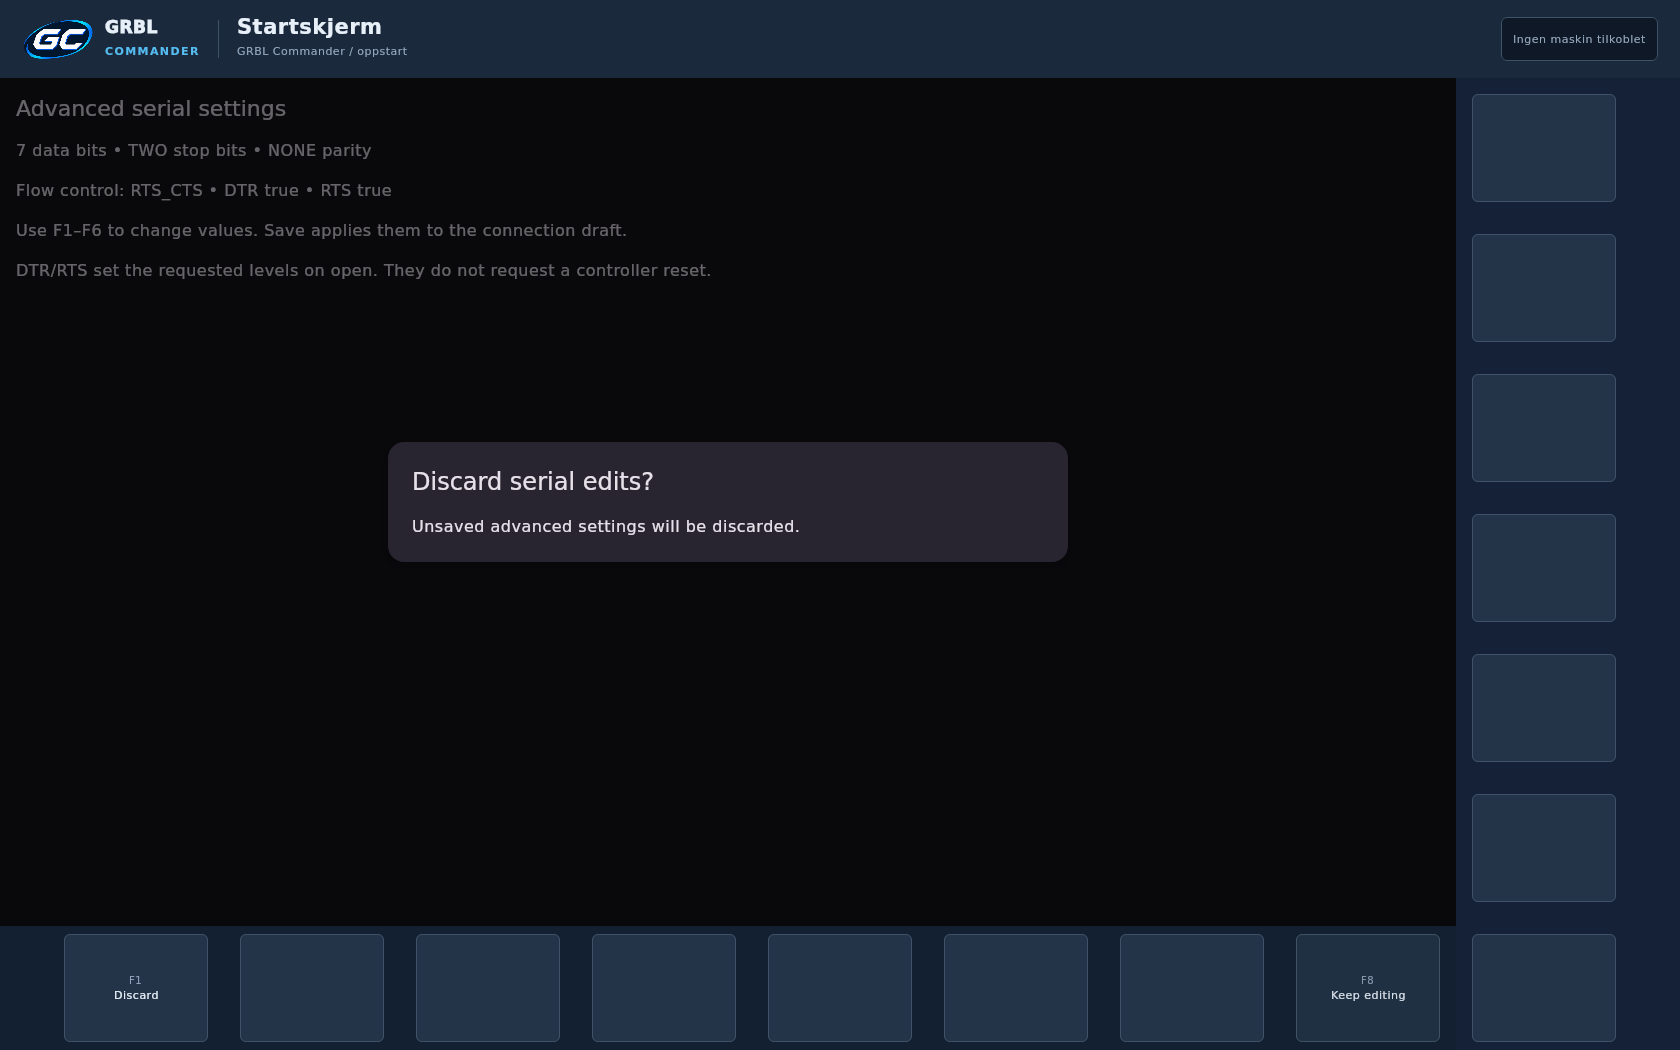 GC
GRBL
COMMANDER
Startskjerm
GRBL Commander / oppstart
Ingen maskin tilkoblet
Advanced serial settings
7 data bits • TWO stop bits • NONE parity
Flow control: RTS_CTS • DTR true • RTS true
Use F1–F6 to change values. Save applies them to the connection draft.
DTR/RTS set the requested levels on open. They do not request a controller reset.
Discard serial edits?
Unsaved advanced settings will be discarded.
F1
Discard
F8
Keep editing